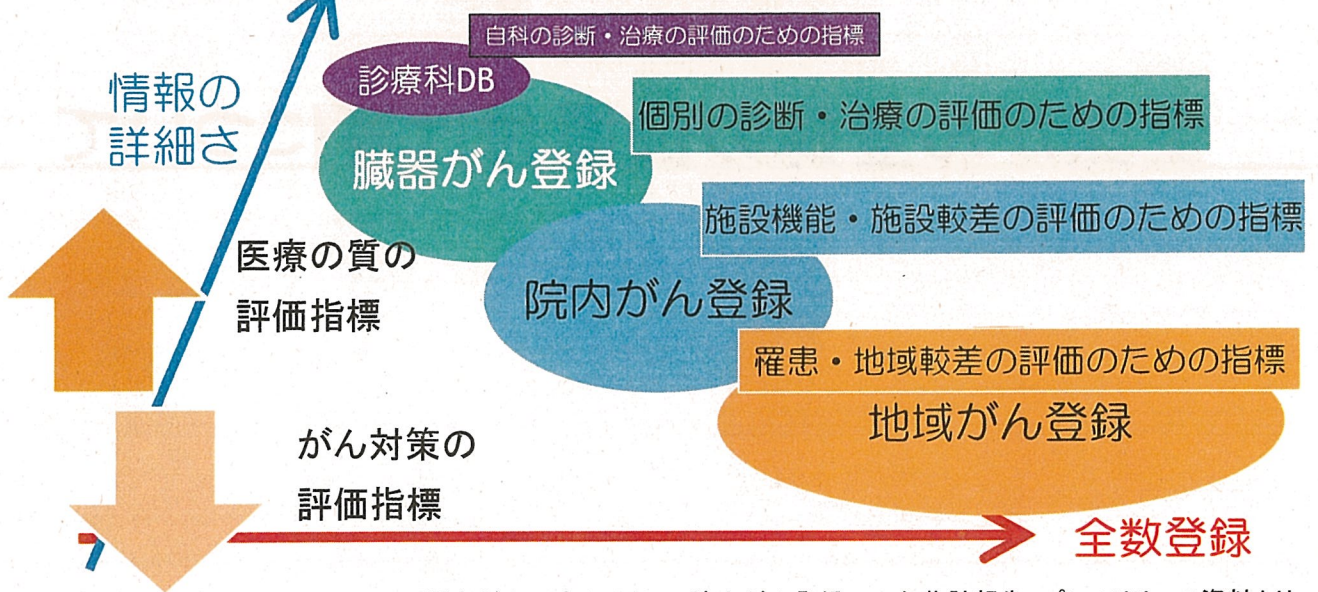 自科の診断・治療の評価のための指標
診療科DB
情報の
詳細さ
個別の診断・治療の評価のための指標
臓器がん登録
施設機能・施設較差の評価のための指標
医療の質の
評価指標
院内がん登録
罹患・地域較差の評価のための指標
地域がん登録
がん対策の
評価指標
全数登録